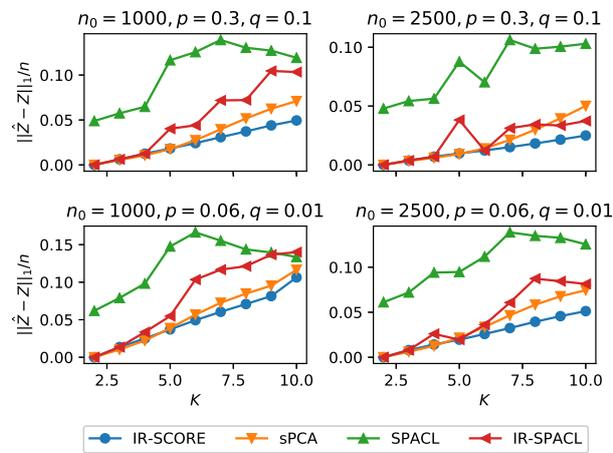 n₀ = 1000, p = 0.3, q = 0.1
n₀ = 2500, p = 0.3, q = 0.1
||Ẑ − Z||₁/n
0.10
0.05
0.00
0.10
0.05
0.00
n₀ = 1000, p = 0.06, q = 0.01
n₀ = 2500, p = 0.06, q = 0.01
||Ẑ − Z||₁/n
0.15
0.10
0.05
0.00
0.10
0.05
0.00
2.5 5.0 7.5 10.0
2.5 5.0 7.5 10.0
K
K
IR-SCORE sPCA SPACL IR-SPACL